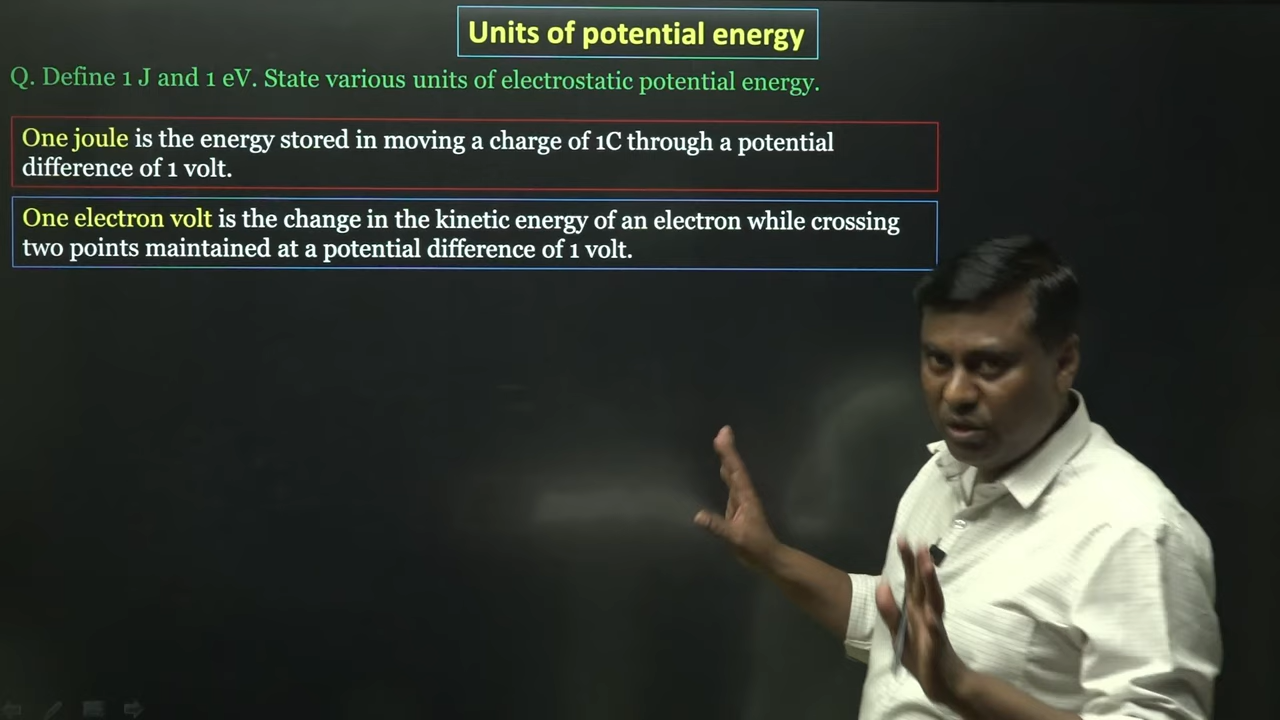 Units of potential energy
Q. Define 1 J and 1 eV. State various units of electrostatic potential energy.
One joule is the energy stored in moving a charge of 1C through a potential
difference of 1 volt.
One electron volt is the change in the kinetic energy of an electron while crossing
two points maintained at a potential difference of 1 volt.